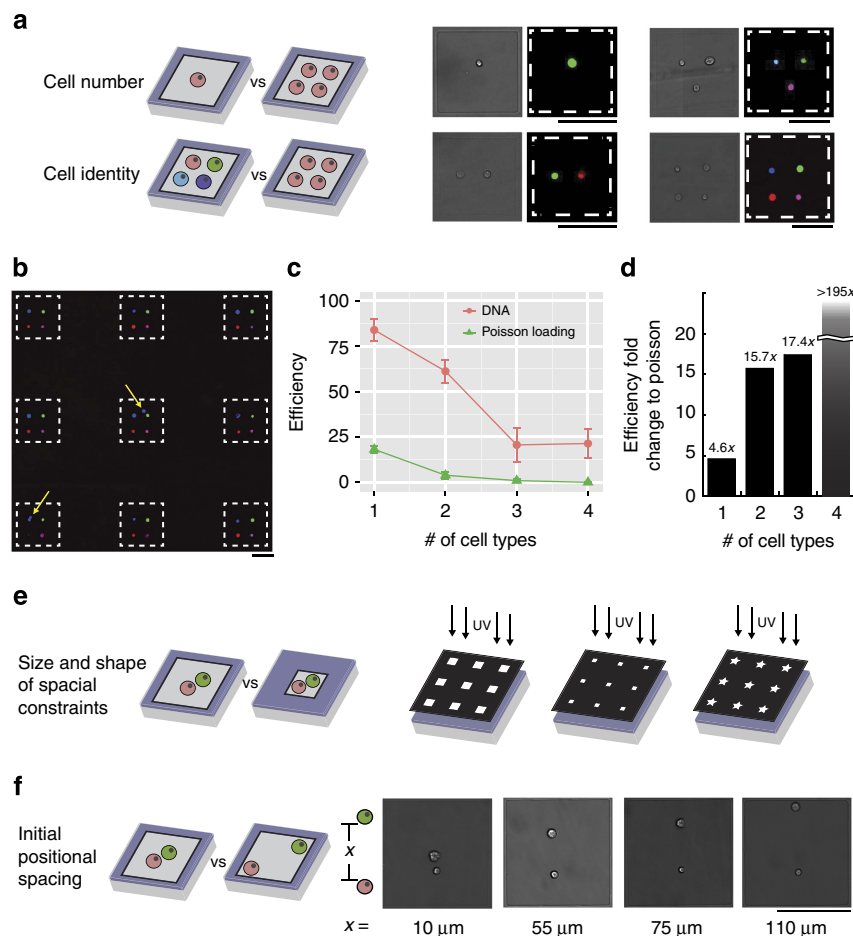 a
Cell number
vs
Cell identity
vs
b
c
100
75
50
25
0
Efficiency
DNA
Poisson loading
1 2 3 4
# of cell types
d
>195x
17.4x
15.7x
4.6x
20
15
10
5
0
Efficiency fold
change to poisson
1 2 3 4
# of cell types
e
Size and shape
of spacial
constraints
vs
UV
UV
UV
f
Initial
positional
spacing
vs
x
x = 10 µm 55 µm 75 µm 110 µm